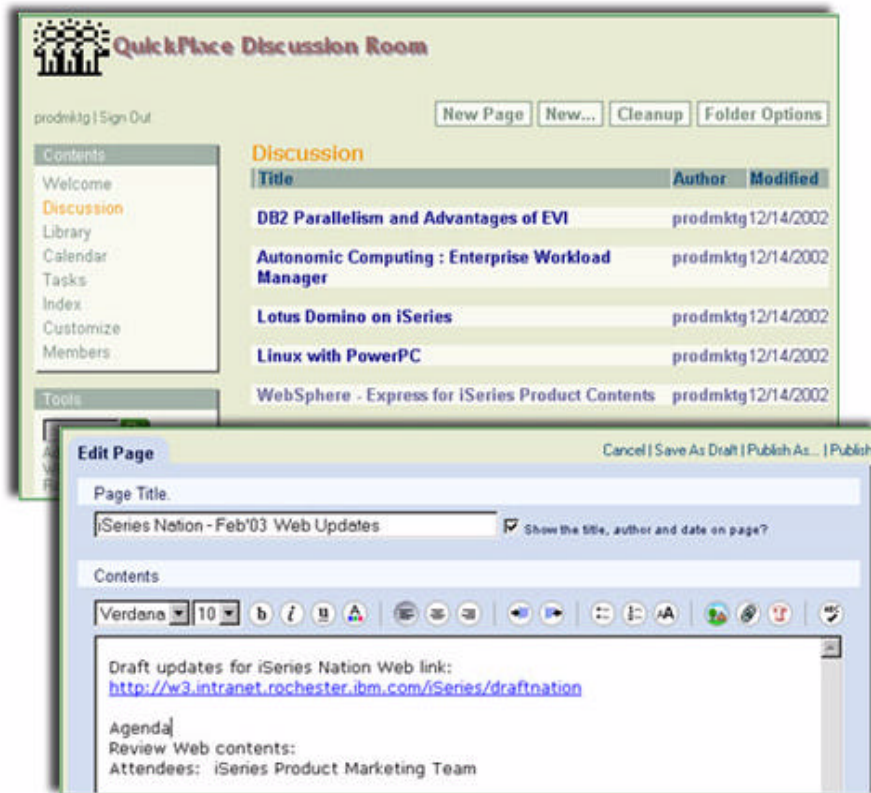 QuickPlace Discussion Room
prodmktg | Sign Out
New Page New... Cleanup Folder Options
Contents
Welcome
Discussion
Library
Calendar
Tasks
Index
Customize
Members
Tools
Discussion
Title Author Modified
DB2 Parallelism and Advantages of EVI prodmktg 12/14/2002
Autonomic Computing : Enterprise Workload
Manager prodmktg 12/14/2002
Lotus Domino on iSeries prodmktg 12/14/2002
Linux with PowerPC prodmktg 12/14/2002
WebSphere - Express for iSeries Product Contents prodmktg 12/14/2002
Edit Page
Cancel | Save As Draft | Publish As... | Publish
Page Title.
iSeries Nation - Feb'03 Web Updates
Show the title, author and date on page?
Contents
Verdana 10 b i u A
Draft updates for iSeries Nation Web link:
http://w3.intranet.rochester.ibm.com/iSeries/draftnation
Agenda
Review Web contents:
Attendees: iSeries Product Marketing Team